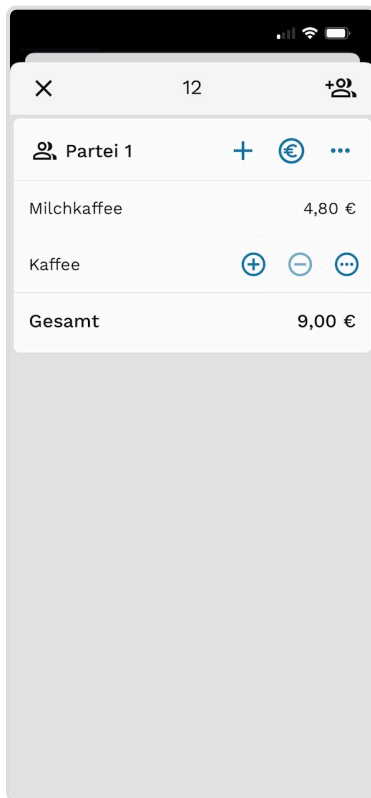 12
Partei 1
Milchkaffee 4,80 €
Kaffee
Gesamt 9,00 €